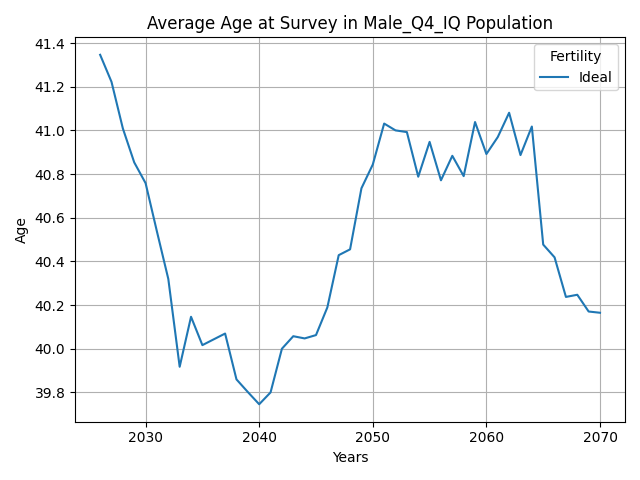 Average Age at Survey in Male_Q4_IQ Population
41.4
41.2
41.0
40.8
40.6
40.4
40.2
40.0
39.8
Age
Fertility
Ideal
2030 2040 2050 2060 2070
Years